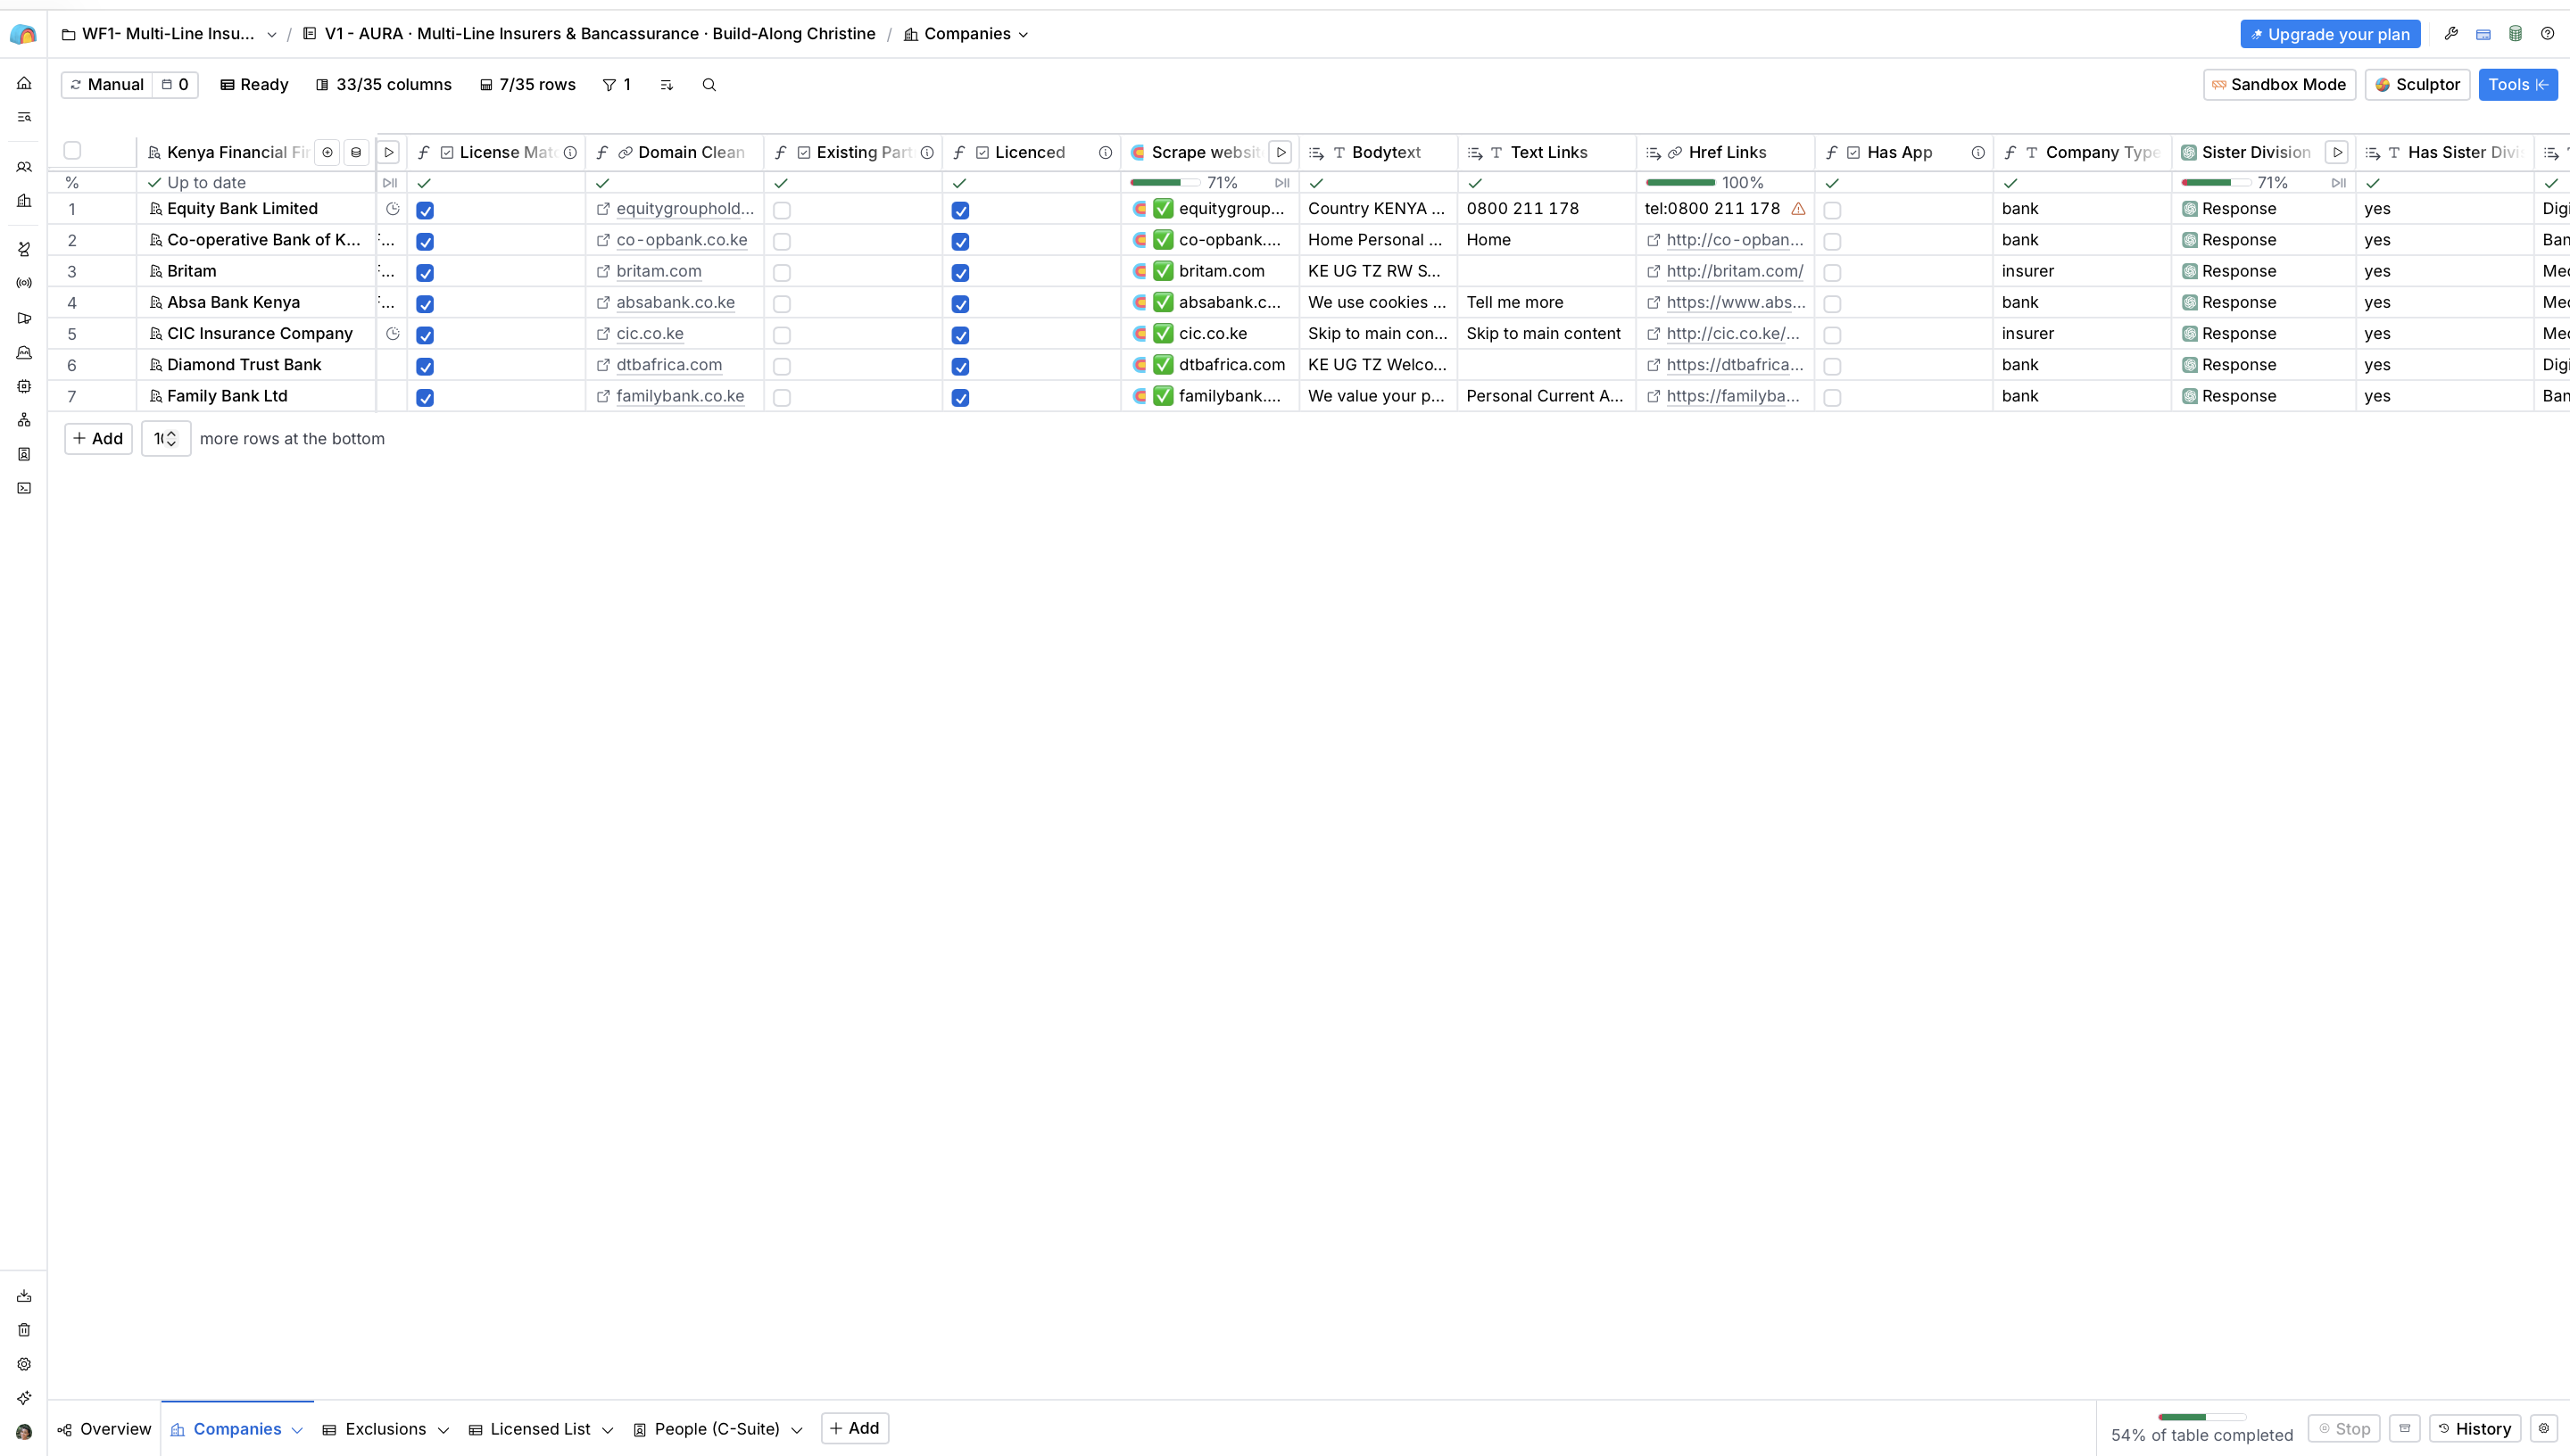 WF1- Multi-Line Insu... / V1 - AURA · Multi-Line Insurers & Bancassurance · Build-Along Christine / Companies Upgrade your plan
Manual 0 Ready 33/35 columns 7/35 rows 1 Sandbox Mode Sculptor Tools
Kenya Financial Fir License Mat Domain Clean Existing Part Licenced Scrape websit Bodytext Text Links Href Links Has App Company Type Sister Division Has Sister Divi
% Up to date 71% 100% 71%
1 Equity Bank Limited equitygrouphold... equitygroup... Country KENYA ... 0800 211 178 tel:0800 211 178 bank Response yes Digi
2 Co-operative Bank of K... co-opbank.co.ke co-opbank.... Home Personal ... Home http://co-opban... bank Response yes Ban
3 Britam britam.com britam.com KE UG TZ RW S... http://britam.com/ insurer Response yes Med
4 Absa Bank Kenya absabank.co.ke absabank.c... We use cookies ... Tell me more https://www.abs... bank Response yes Med
5 CIC Insurance Company cic.co.ke cic.co.ke Skip to main con... Skip to main content http://cic.co.ke/... insurer Response yes Med
6 Diamond Trust Bank dtbafrica.com dtbafrica.com KE UG TZ Welco... https://dtbafrica... bank Response yes Digi
7 Family Bank Ltd familybank.co.ke familybank.... We value your p... Personal Current A... https://familyba... bank Response yes Ban
+ Add more rows at the bottom
Overview Companies Exclusions Licensed List People (C-Suite) + Add 54% of table completed Stop History